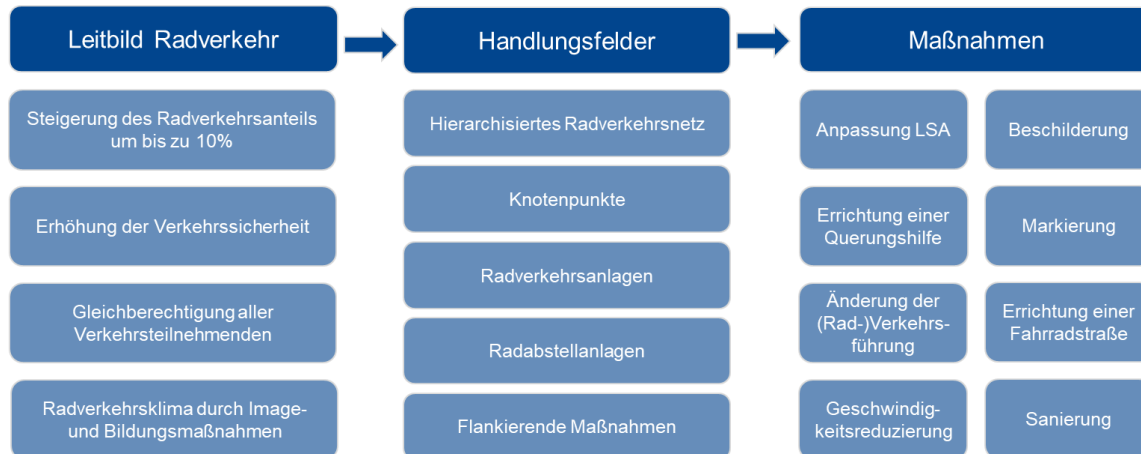 Leitbild Radverkehr
Handlungsfelder
Maßnahmen
Steigerung des Radverkehrsanteils
um bis zu 10%
Erhöhung der Verkehrssicherheit
Gleichberechtigung aller
Verkehrsteilnehmenden
Radverkehrsklima durch Image-
und Bildungsmaßnahmen
Hierarchisiertes Radverkehrsnetz
Knotenpunkte
Radverkehrsanlagen
Radabstellanlagen
Flankierende Maßnahmen
Anpassung LSA
Errichtung einer
Querungshilfe
Änderung der
(Rad-)Verkehrs-
führung
Geschwindig-
keitsreduzierung
Beschilderung
Markierung
Errichtung einer
Fahrradstraße
Sanierung